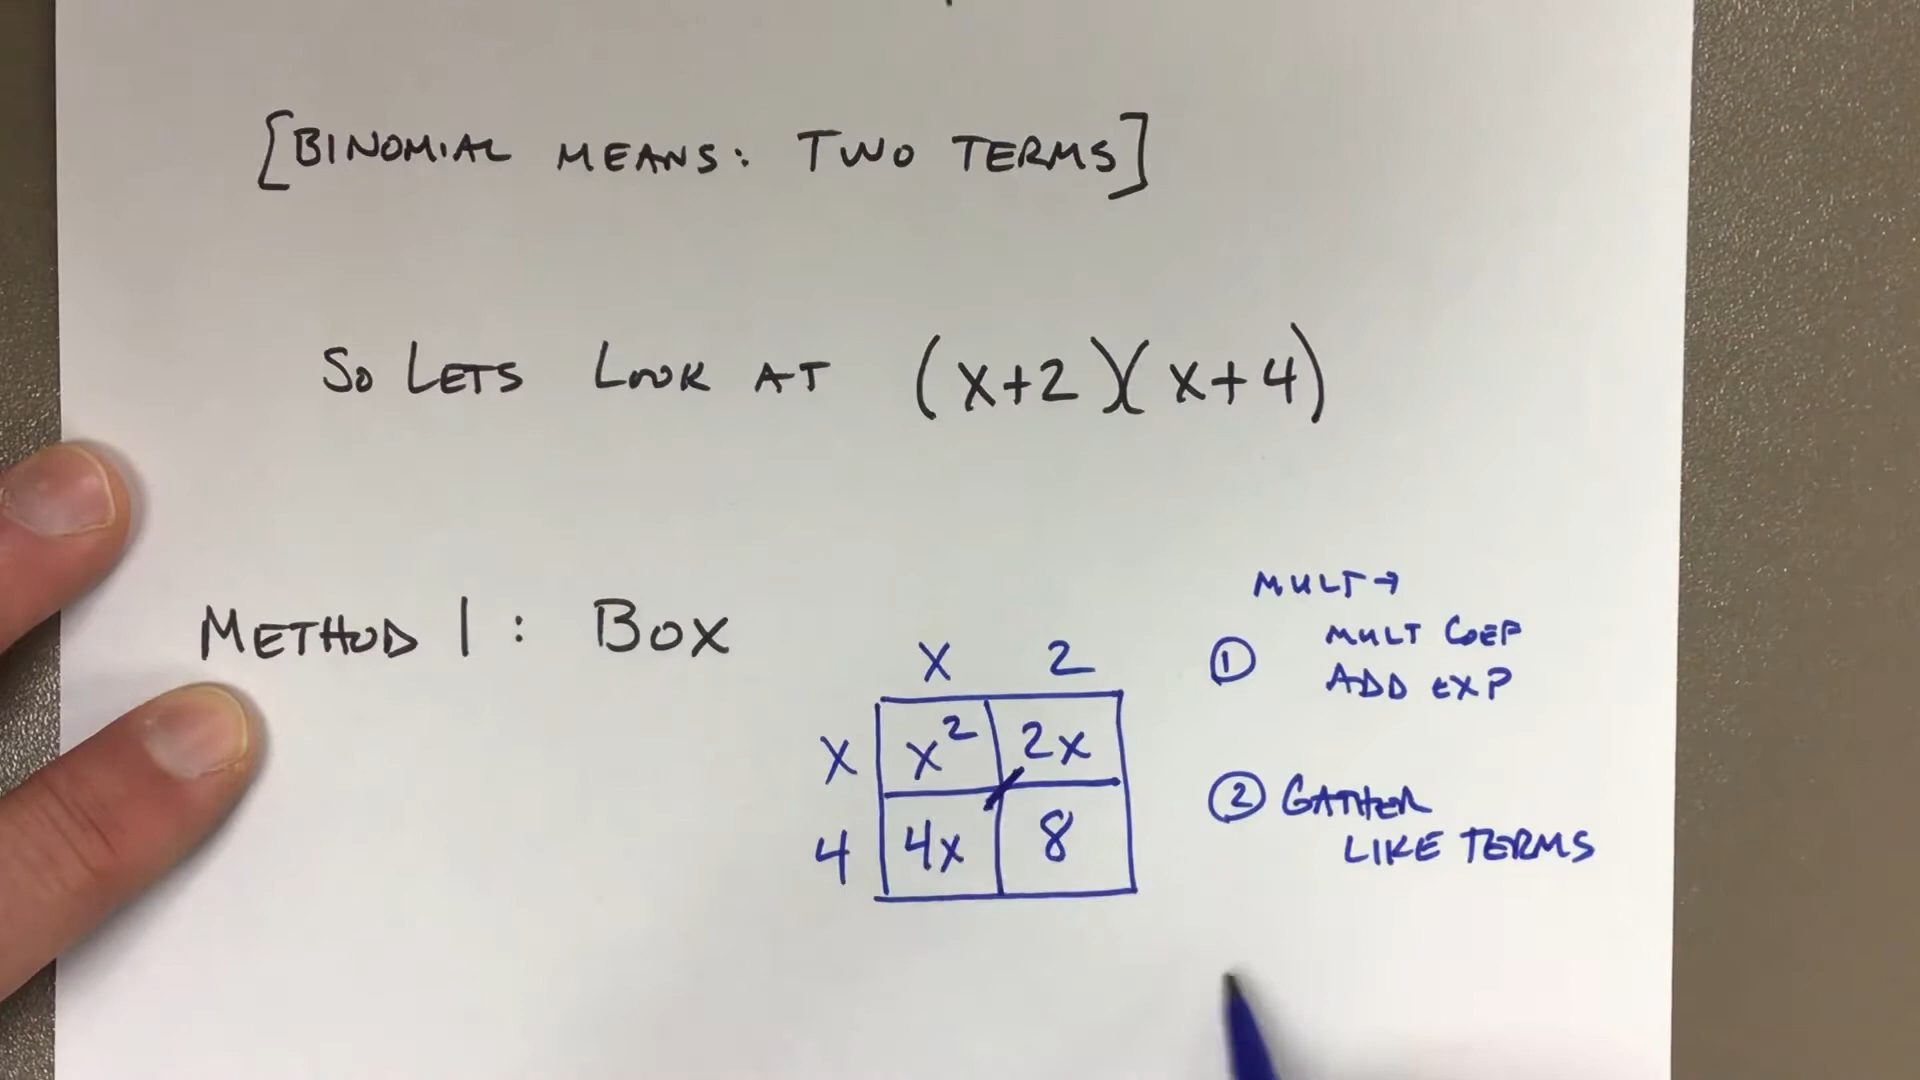 [BINOMIAL MEANS: TWO TERMS]
SO LETS LOOK AT (x+2)(x+4)
METHOD 1: BOX
x 2
x x² 2x
4 4x 8
MULT→
① MULT COEF
ADD EXP
② GATHER
LIKE TERMS